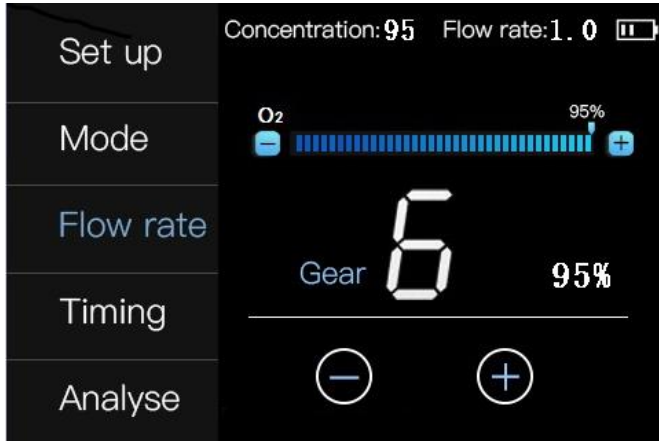 Set up
Mode
Flow rate
Timing
Analyse
Concentration:95 Flow rate:1.0
O2
95%
− +
Gear 6 95%
− +